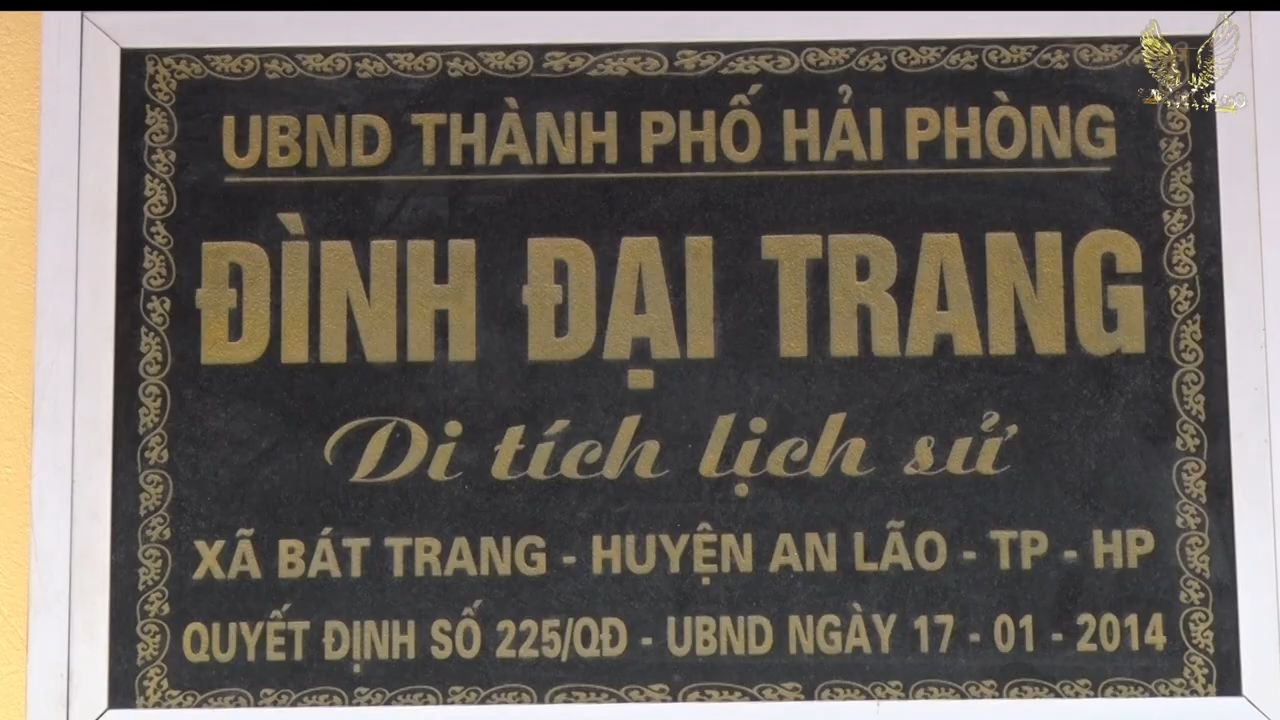 UBND THÀNH PHỐ HẢI PHÒNG
ĐÌNH ĐẠI TRANG
Di tích lịch sử
XÃ BÁT TRANG - HUYỆN AN LÃO - TP - HP
QUYẾT ĐỊNH SỐ 225/QĐ - UBND NGÀY 17 - 01 - 2014